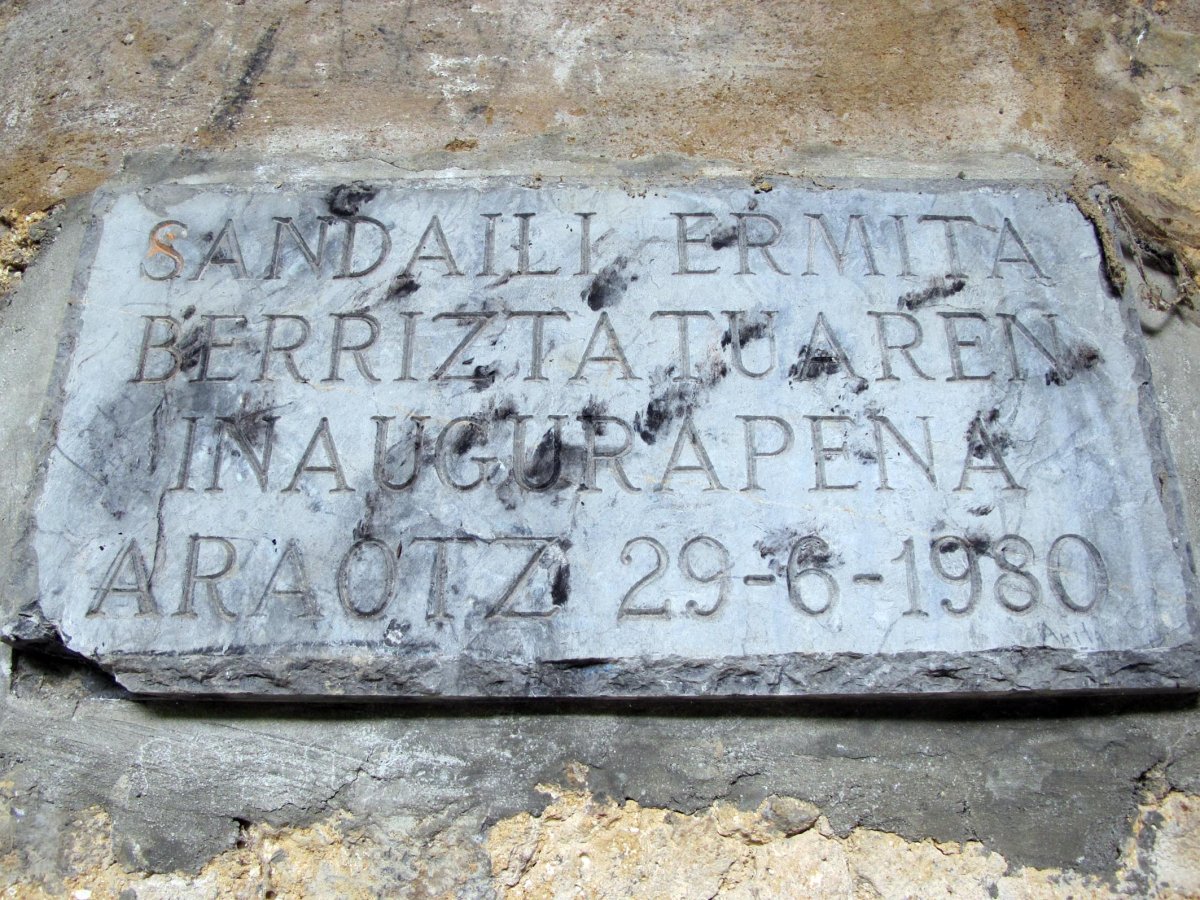 SANDAILI ERMITA
BERRIZTATUAREN
INAUGURAPENA
ARAOTZ 29-6-1980